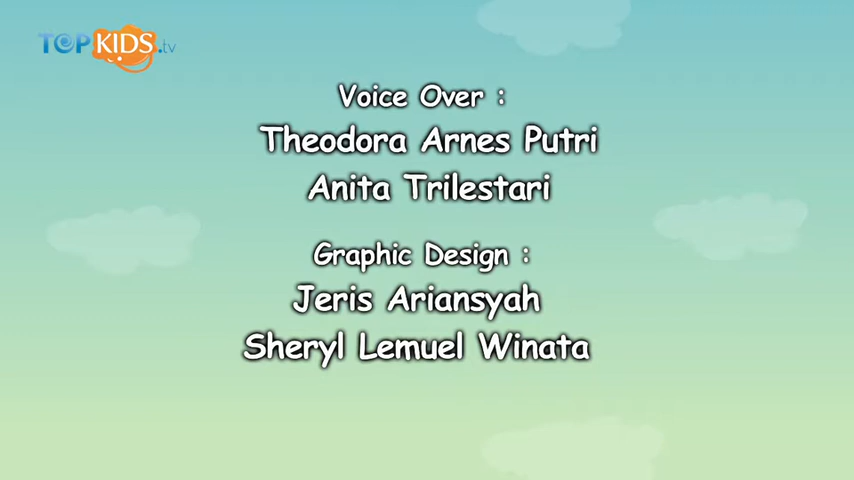 TOPKIDS.tv
Voice Over :
Theodora Arnes Putri
Anita Trilestari
Graphic Design :
Jeris Ariansyah
Sheryl Lemuel Winata